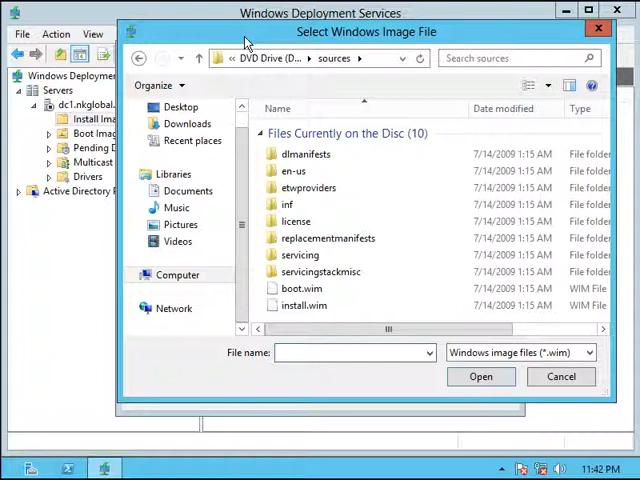 Windows Deployment Services
File
Action
View
Windows Deployme
Servers
dc1.nkglobal.
Install Ima
Boot Imag
Pending D
Multicast
Drivers
Active Directory P
Select Windows Image File
« DVD Drive (D... sources
Search sources
Organize
Desktop
Downloads
Recent places
Libraries
Documents
Music
Pictures
Videos
Computer
Network
Name Date modified Type
Files Currently on the Disc (10)
dlmanifests 7/14/2009 1:15 AM File folder
en-us 7/14/2009 1:15 AM File folder
etwproviders 7/14/2009 1:15 AM File folder
inf 7/14/2009 1:15 AM File folder
license 7/14/2009 1:15 AM File folder
replacementmanifests 7/14/2009 1:15 AM File folder
servicing 7/14/2009 1:15 AM File folder
servicingstackmisc 7/14/2009 1:15 AM File folder
boot.wim 7/14/2009 1:15 AM WIM File
install.wim 7/14/2009 1:15 AM WIM File
File name:
Windows image files (*.wim)
Open
Cancel
11:42 PM